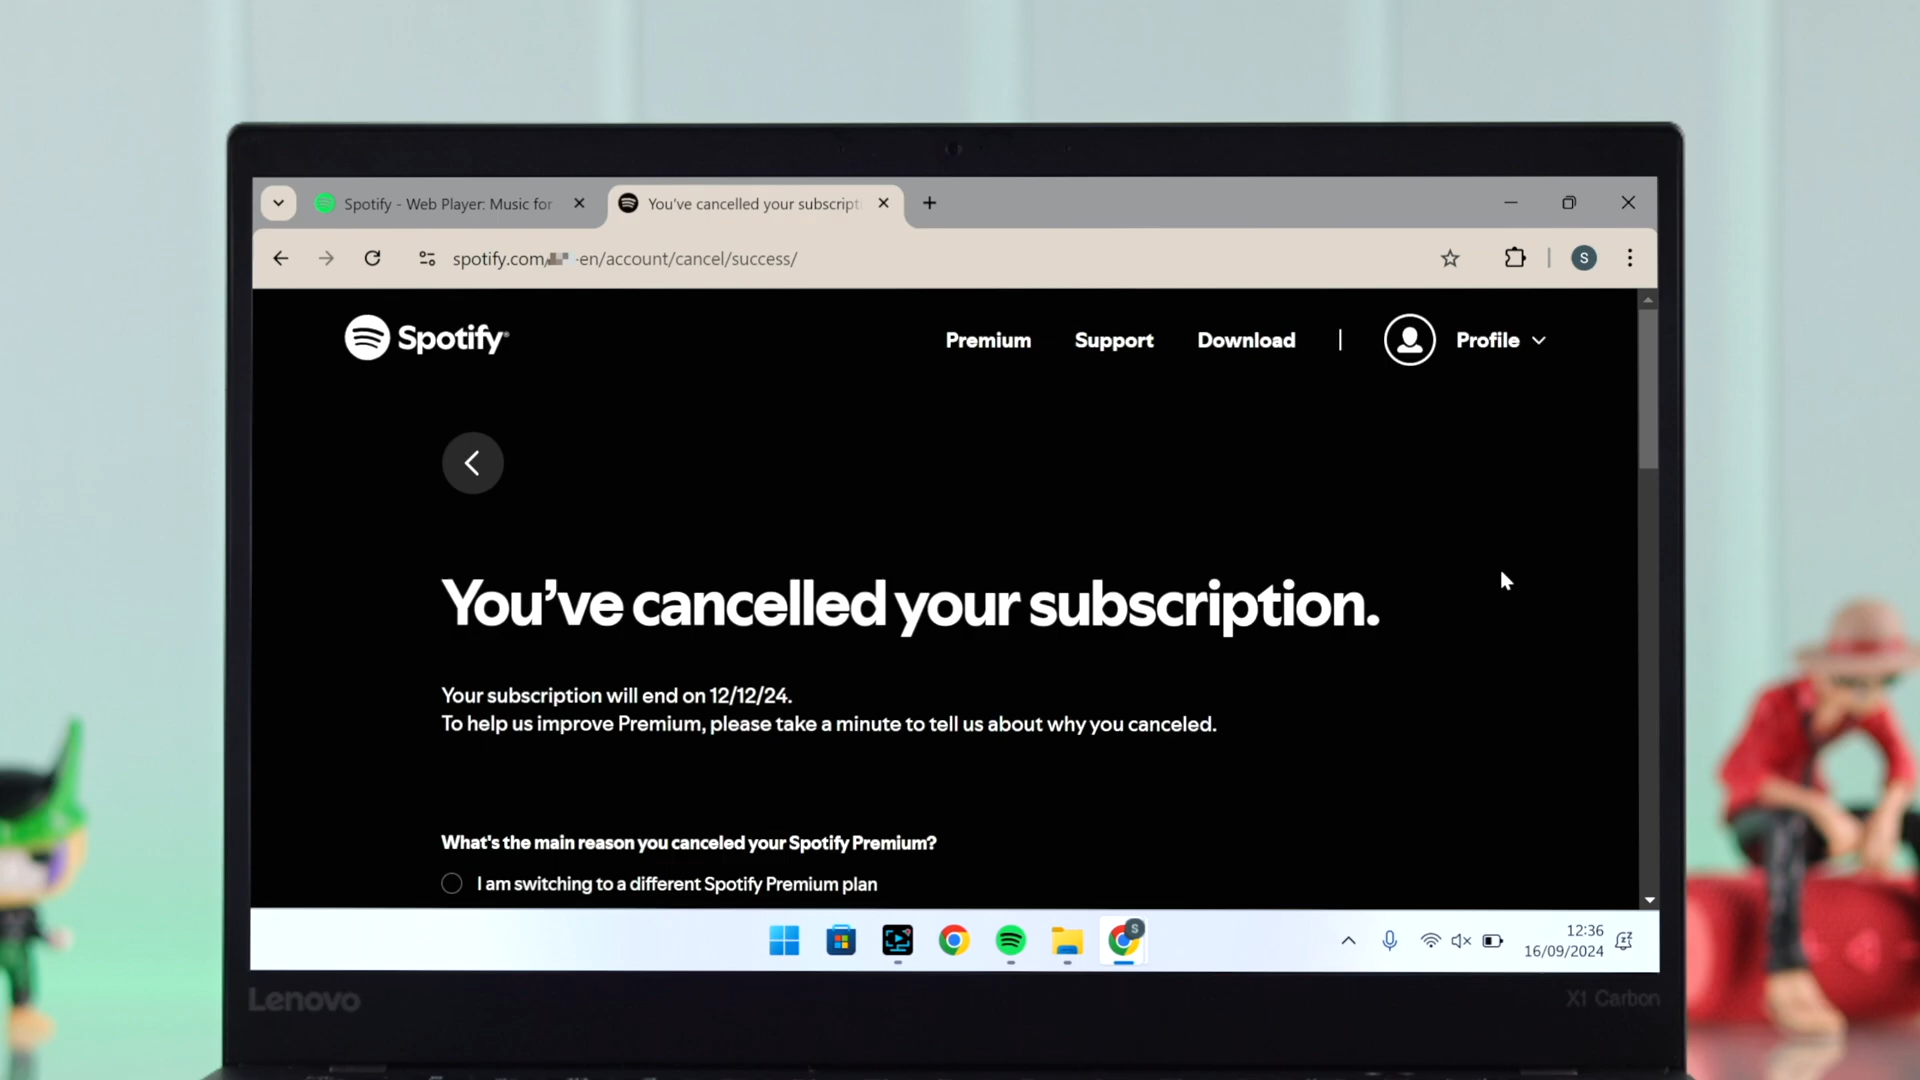 Spotify - Web Player: Music for
You've cancelled your subscripti
spotify.com/
-en/account/cancel/success/
S
Spotify
Premium
Support
Download
Profile
You've cancelled your subscription.
Your subscription will end on 12/12/24.
To help us improve Premium, please take a minute to tell us about why you canceled.
What's the main reason you canceled your Spotify Premium?
I am switching to a different Spotify Premium plan
S
12:36
16/09/2024
Lenovo
X1 Carbon